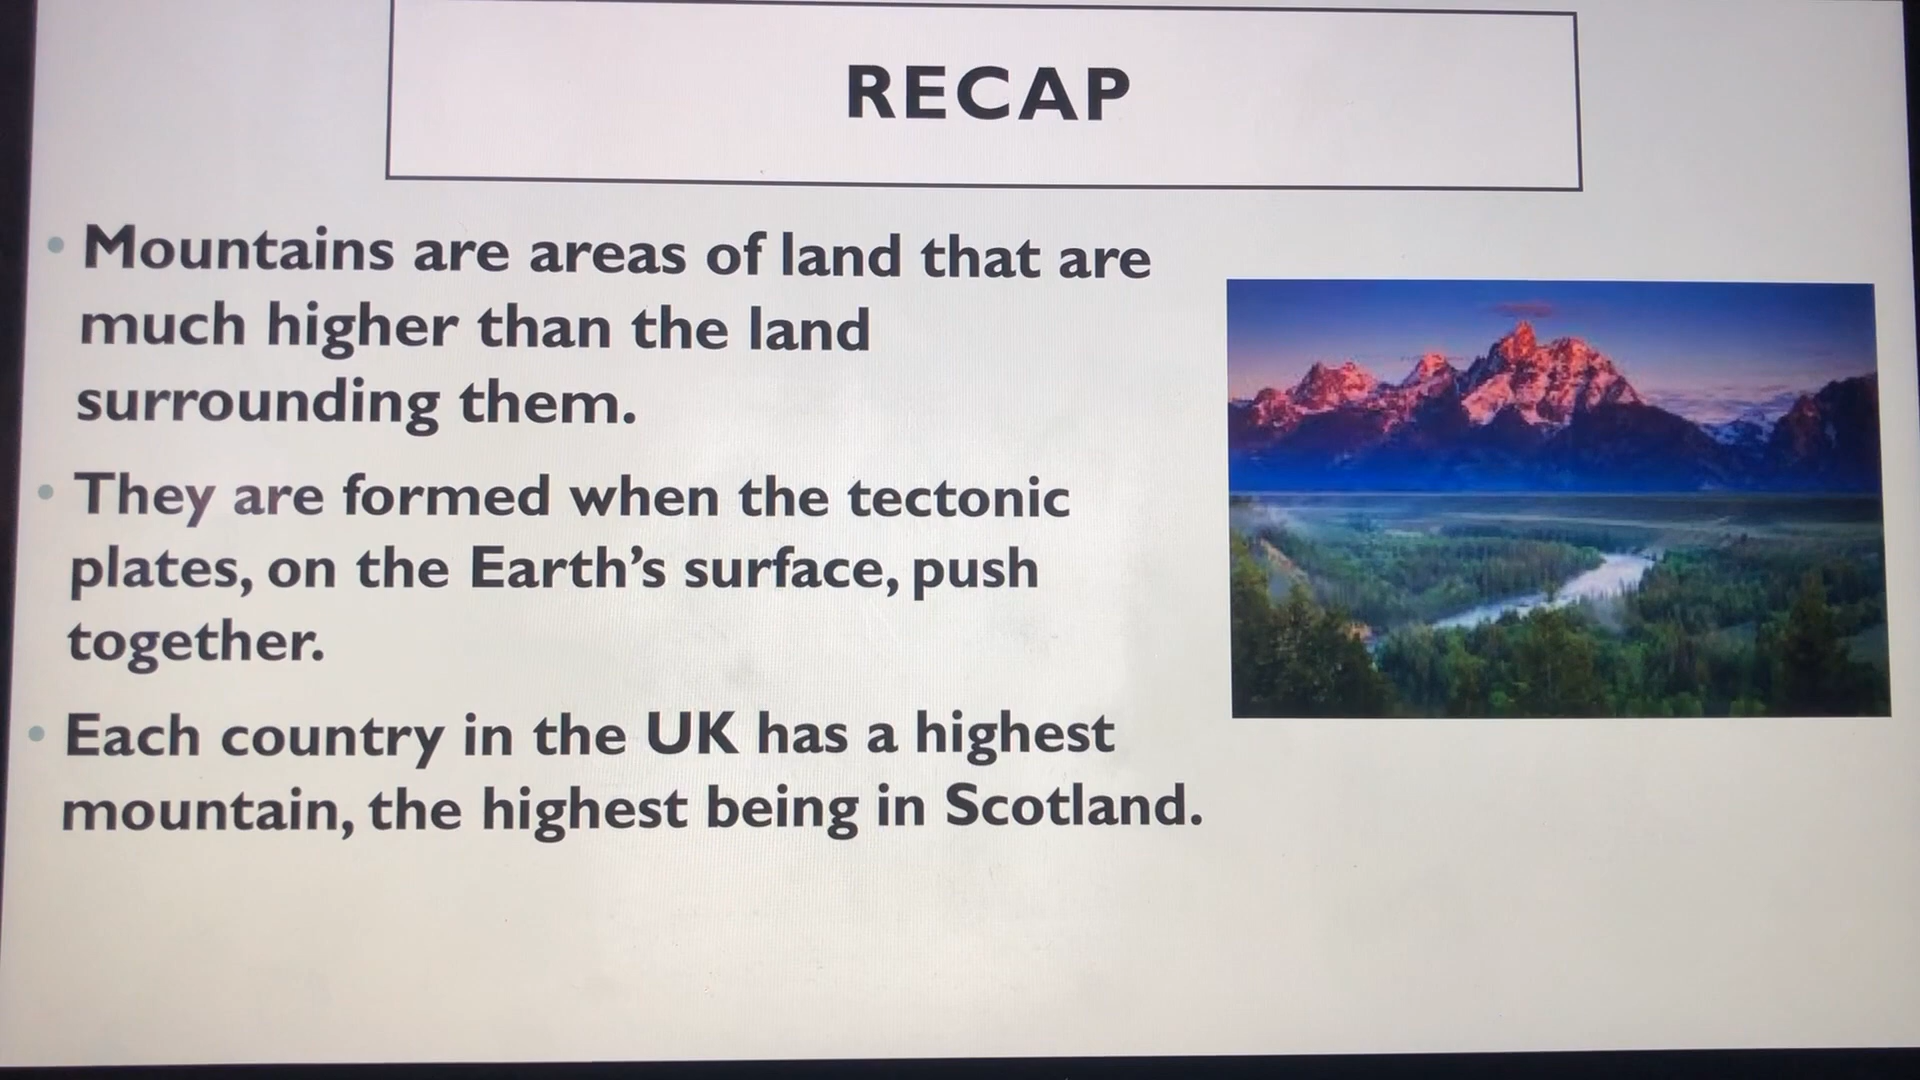 RECAP
• Mountains are areas of land that are
much higher than the land
surrounding them.
• They are formed when the tectonic
plates, on the Earth’s surface, push
together.
• Each country in the UK has a highest
mountain, the highest being in Scotland.